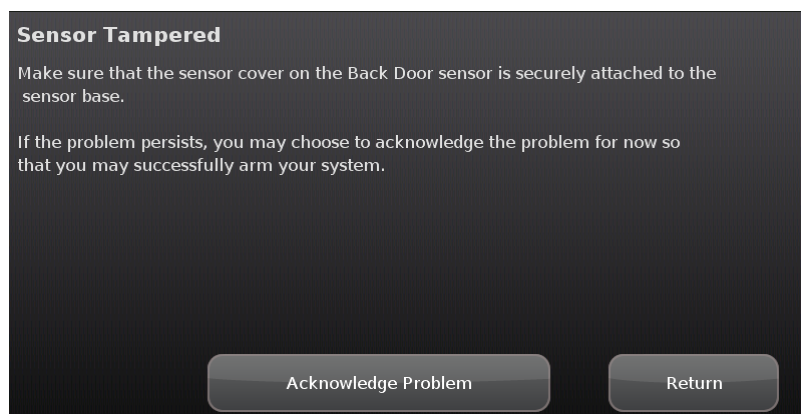 Sensor Tampered
Make sure that the sensor cover on the Back Door sensor is securely attached to the
sensor base.
If the problem persists, you may choose to acknowledge the problem for now so
that you may successfully arm your system.
Acknowledge Problem
Return